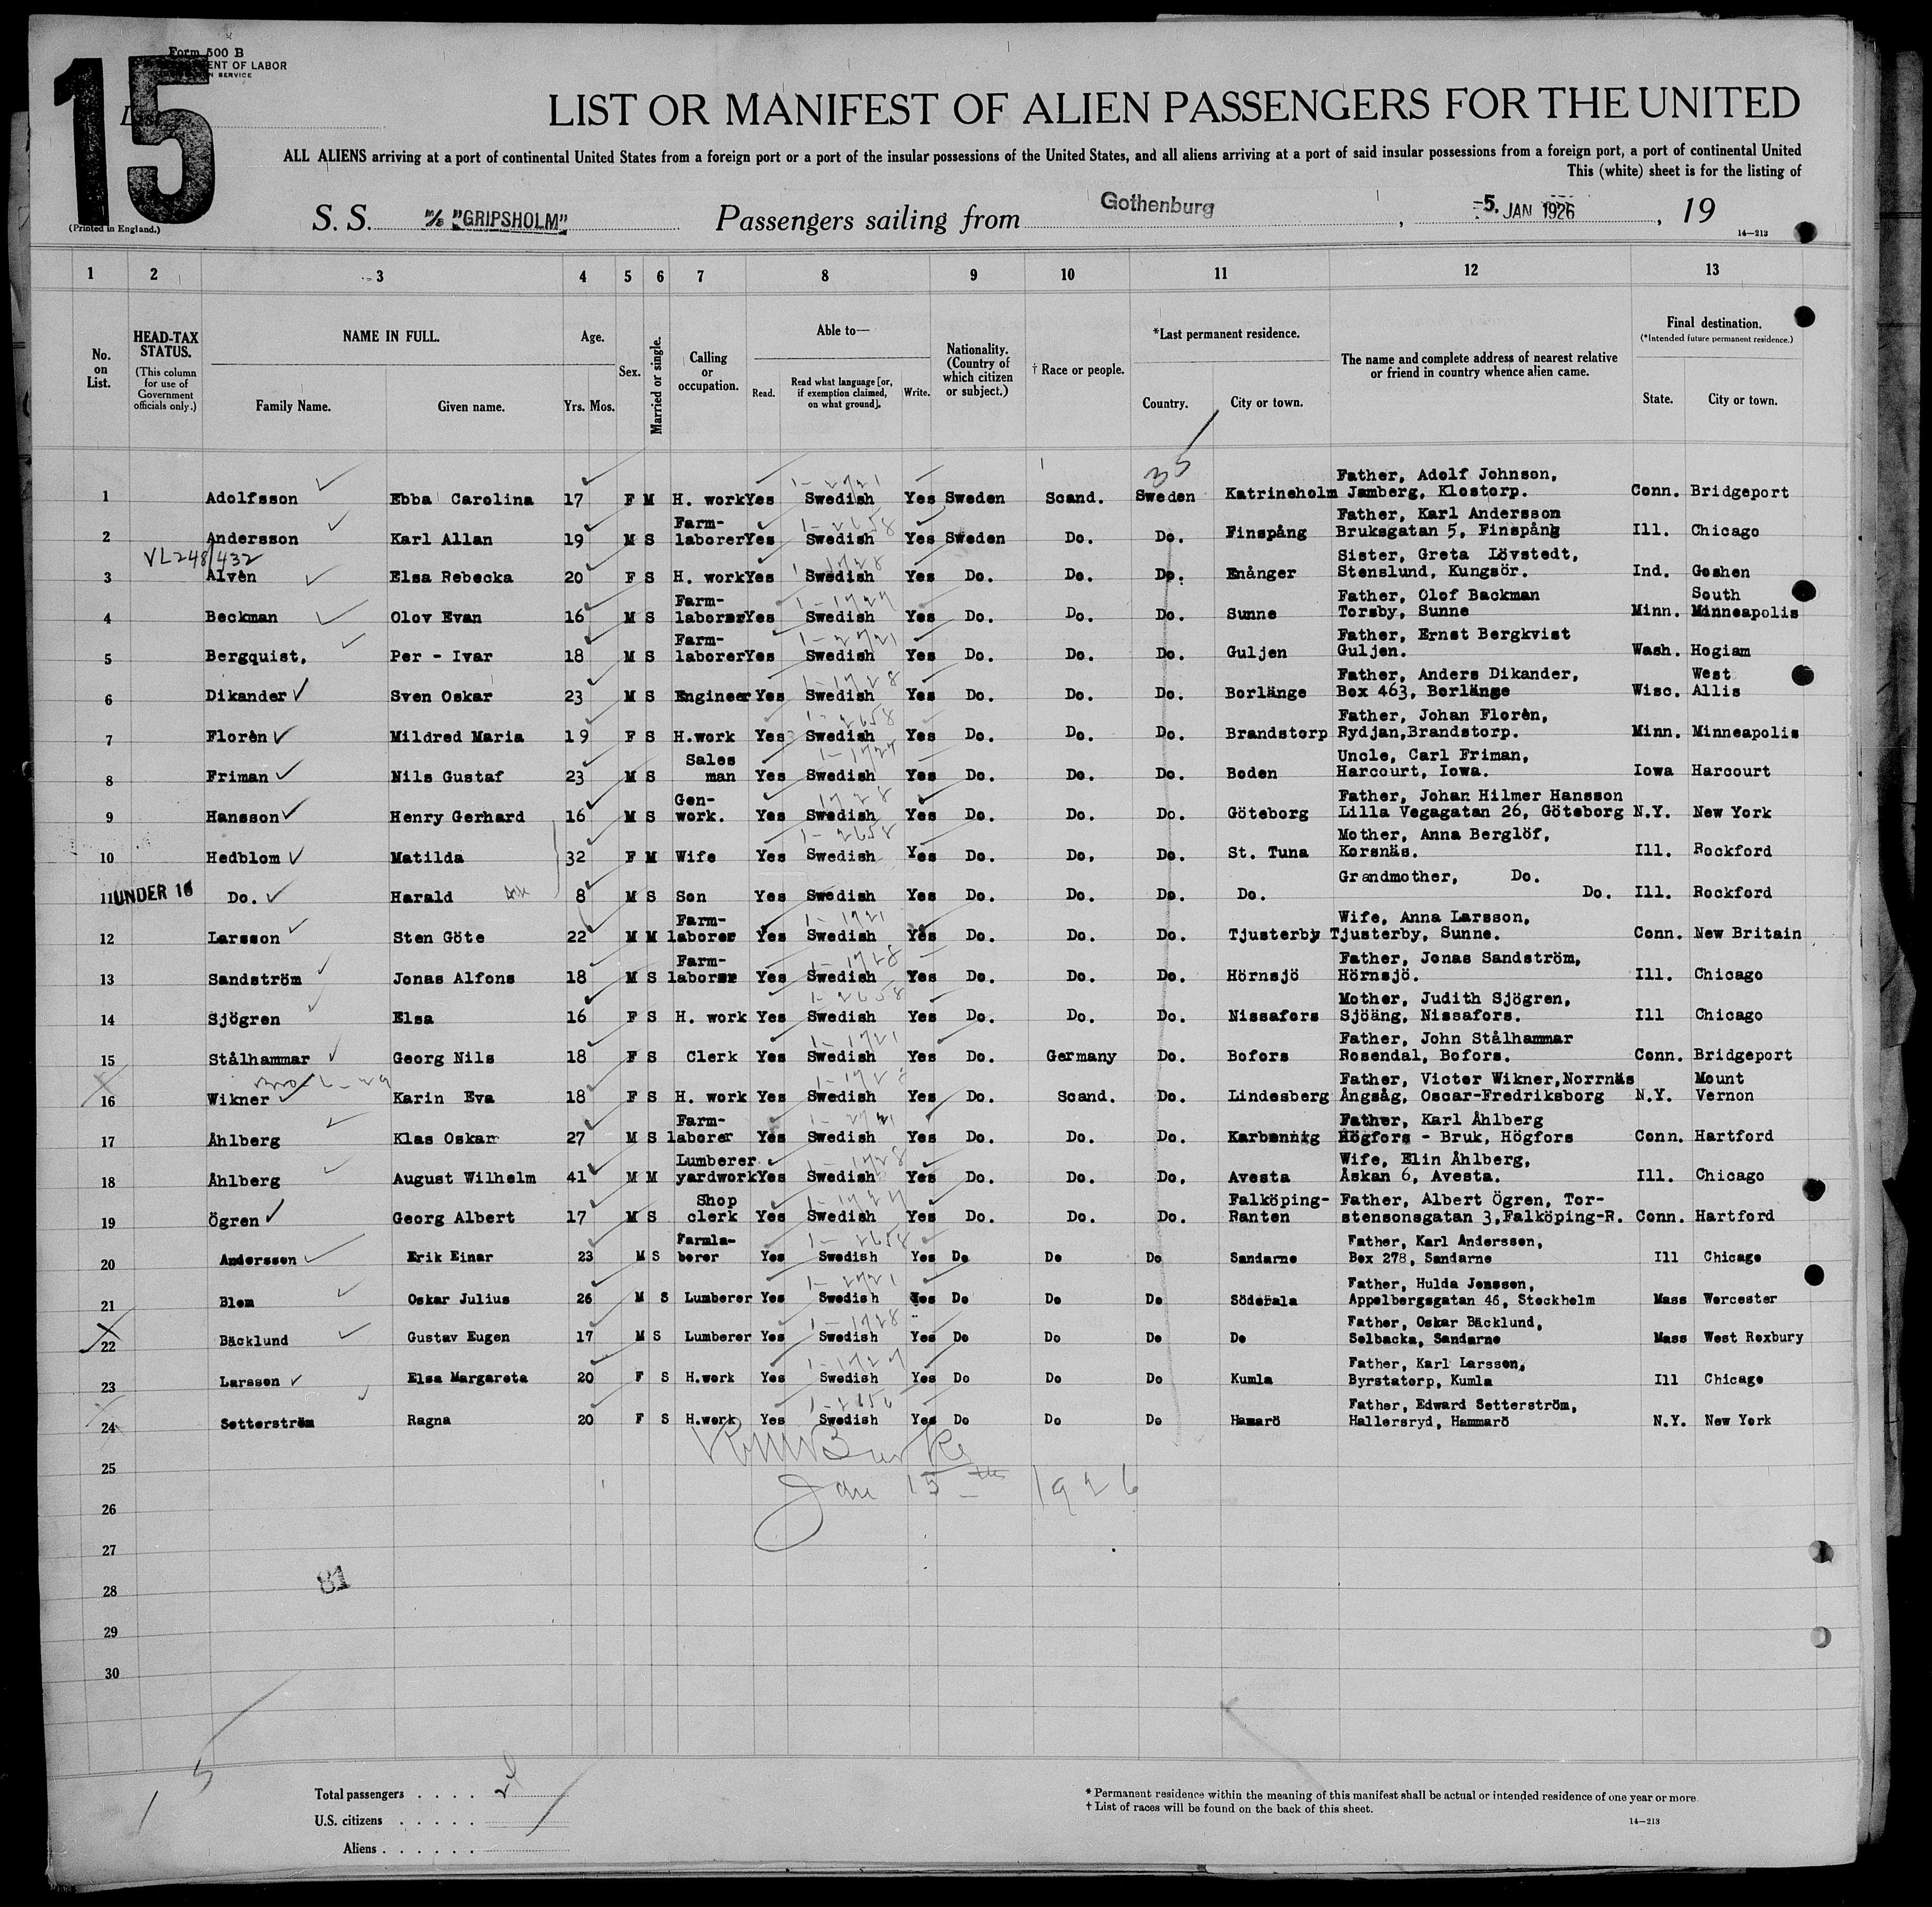 15
Form 500 B
ENT OF LABOR
N SERVICE
LIST OR MANIFEST OF ALIEN PASSENGERS FOR THE UNITED
ALL ALIENS arriving at a port of continental United States from a foreign port or a port of the insular possessions of the United States, and all aliens arriving at a port of said insular possessions from a foreign port, a port of continental United
This (white) sheet is for the listing of
(Printed in England.)
S. S. M/S "GRIPSHOLM" Passengers sailing from Gothenburg , 5. JAN 1926 , 19
14—213
1 2 3 4 5 6 7 8 9 10 11 12 13
No. on List.
HEAD-TAX STATUS.
(This column for use of Government officials only.)
NAME IN FULL.
Family Name. Given name.
Age.
Yrs. Mos.
Sex.
Married or single.
Calling or occupation.
Able to—
Read. Read what language [or, if exemption claimed, on what ground]. Write.
Nationality. (Country of which citizen or subject.)
† Race or people.
*Last permanent residence.
Country. City or town.
The name and complete address of nearest relative or friend in country whence alien came.
Final destination.
(*Intended future permanent residence.)
State. City or town.
35
1 Adolfsson Ebba Carolina 17 F M H. work Yes Swedish Yes Sweden Scand. Sweden Katrineholm Father, Adolf Johnson, Jamberg, Klostorp. Conn. Bridgeport
2 Andersson Karl Allan 19 M S Farm-laborer Yes Swedish Yes Sweden Do. Do. Finspång Father, Karl Andersson Bruksgatan 5, Finspång Ill. Chicago
VL248/432
3 Alvèn Elsa Rebecka 20 F S H. work Yes Swedish Yes Do. Do. Do. Enånger Sister, Greta Lövstedt, Stenslund, Kungsör. Ind. Goshen
4 Beckman Olov Evan 16 M S Farm-laborer Yes Swedish Yes Do. Do. Do. Sunne Father, Olof Backman Torsby, Sunne Minn. South Minneapolis
5 Bergquist, Per - Ivar 18 M S Farm-laborer Yes Swedish Yes Do. Do. Do. Guljen Father, Ernst Bergkvist Guljen. Wash. Hogiam
6 Dikander Sven Oskar 23 M S Engineer Yes Swedish Yes Do. Do. Do. Borlänge Father, Anders Dikander, Box 463, Borlänge Wisc. West Allis
7 Florèn Mildred Maria 19 F S H.work Yes Swedish Yes Do. Do. Do. Brandstorp Father, Johan Florèn, Rydjan,Brandstorp. Minn. Minneapolis
8 Friman Nils Gustaf 23 M S Sales man Yes Swedish Yes Do. Do. Do. Boden Uncle, Carl Friman, Harcourt, Iowa. Iowa Harcourt
9 Hansson Henry Gerhard 16 M S Gen-work. Yes Swedish Yes Do. Do. Do. Göteborg Father, Johan Hilmer Hansson Lilla Vegagatan 26, Göteborg N.Y. New York
10 Hedblom Matilda 32 F M Wife Yes Swedish Yes Do. Do. Do. St. Tuna Mother, Anna Berglöf, Korsnäs. Ill. Rockford
11 UNDER 16 Do. Harald 8 M S Son Yes Swedish Yes Do. Do. Do. Do. Grandmother, Do. Do. Ill. Rockford
12 Larsson Sten Göte 22 M M Farm-laborer Yes Swedish Yes Do. Do. Do. Tjusterby Wife, Anna Larsson, Tjusterby, Sunne. Conn. New Britain
13 Sandström Jonas Alfons 18 M S Farm-laborer Yes Swedish Yes Do. Do. Do. Hörnsjö Father, Jonas Sandström, Hörnsjö. Ill. Chicago
14 Sjögren Elsa 16 F S H. work Yes Swedish Yes Do. Do. Do. Nissafors Mother, Judith Sjögren, Sjöäng, Nissafors. Ill Chicago
15 Stålhammar Georg Nils 18 F S Clerk Yes Swedish Yes Do. Germany Do. Bofors Father, John Stålhammar Rosendal, Bofors. Conn. Bridgeport
16 Wikner Karin Eva 18 F S H. work Yes Swedish Yes Do. Scand. Do. Lindesberg Father, Victor Wikner,Norrnäs Ångsåg, Oscar-Fredriksborg N.Y. Mount Vernon
17 Åhlberg Klas Oskar 27 M S Farm-laborer Yes Swedish Yes Do. Do. Do. Karbennig Father, Karl Åhlberg Högfors - Bruk, Högfors Conn. Hartford
18 Åhlberg August Wilhelm 41 M M Lumberer yardwork Yes Swedish Yes Do. Do. Do. Avesta Wife, Elin Åhlberg, Åskan 6, Avesta. Ill. Chicago
19 Ögren Georg Albert 17 M S Shop clerk Yes Swedish Yes Do. Do. Do. Falköping-Ranten Father, Albert Ögren, Tor-stensonsgatan 3,Falköping-R. Conn. Hartford
20 Andersson Erik Einar 23 M S Farmla-berer Yes Swedish Yes Do Do Do Sandarne Father, Karl Andersson, Box 278, Sandarne Ill Chicago
21 Blom Oskar Julius 26 M S Lumberer Yes Swedish Yes Do Do Do Söderala Father, Hulda Jonsson, Appelbergsgatan 46, Stockholm Mass Worcester
22 Bäcklund Gustav Eugen 17 M S Lumberer Yes Swedish Yes Do Do Do Do Father, Oskar Bäcklund, Solbacka, Sandarne Mass West Roxbury
23 Larsson Elsa Margareta 20 F S H.work Yes Swedish Yes Do Do Do Kumla Father, Karl Larsson, Byrstatorp, Kumla Ill Chicago
24 Setterström Ragna 20 F S H.work Yes Swedish Yes Do Do Do Hamarö Father, Edward Setterström, Hallersryd, Hammarö N.Y. New York
25
Jan 15th 1926
26
27
28
81
29
30
Total passengers . . . .
U.S. citizens . . . . .
Aliens . . . . . .
* Permanent residence within the meaning of this manifest shall be actual or intended residence of one year or more
† List of races will be found on the back of this sheet.
14—213